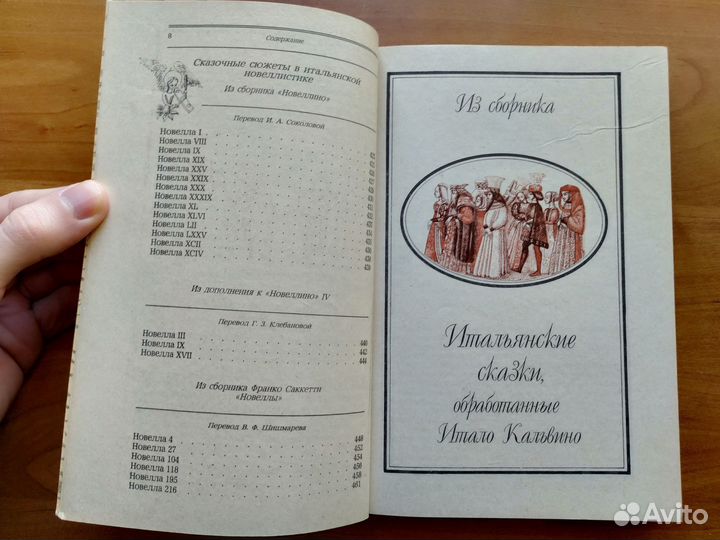 8
Содержание
Сказочные сюжеты в итальянской
новеллистике
Из сборника «Новеллино»
Перевод И. А. Соколовой
Новелла I
Новелла VIII
Новелла IX
Новелла XIX
Новелла XXV
Новелла XXIX
Новелла XXX
Новелла XXXIX
Новелла XL
Новелла XLVI
Новелла LII
Новелла LXXV
Новелла XCII
Новелла XCIV
Из дополнения к «Новеллино» IV
Перевод Г. З. Клебановой
Новелла III 440
Новелла IX 442
Новелла XVII 444
Из сборника Франко Саккетти
«Новеллы»
Перевод В. Ф. Шишмарева
Новелла 4 448
Новелла 27 452
Новелла 104 454
Новелла 118 456
Новелла 195 458
Новелла 216 461
Из сборника
Итальянские
сказки,
обработанные
Итало Кальвино
Avito